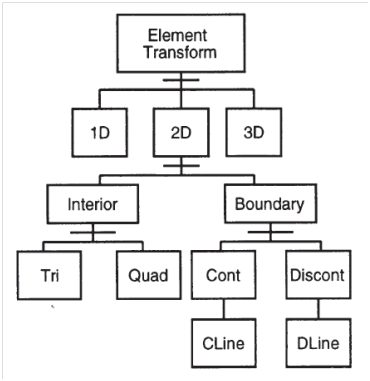 Element
Transform
1D
2D
3D
Interior
Boundary
Tri
Quad
Cont
Discont
CLine
DLine